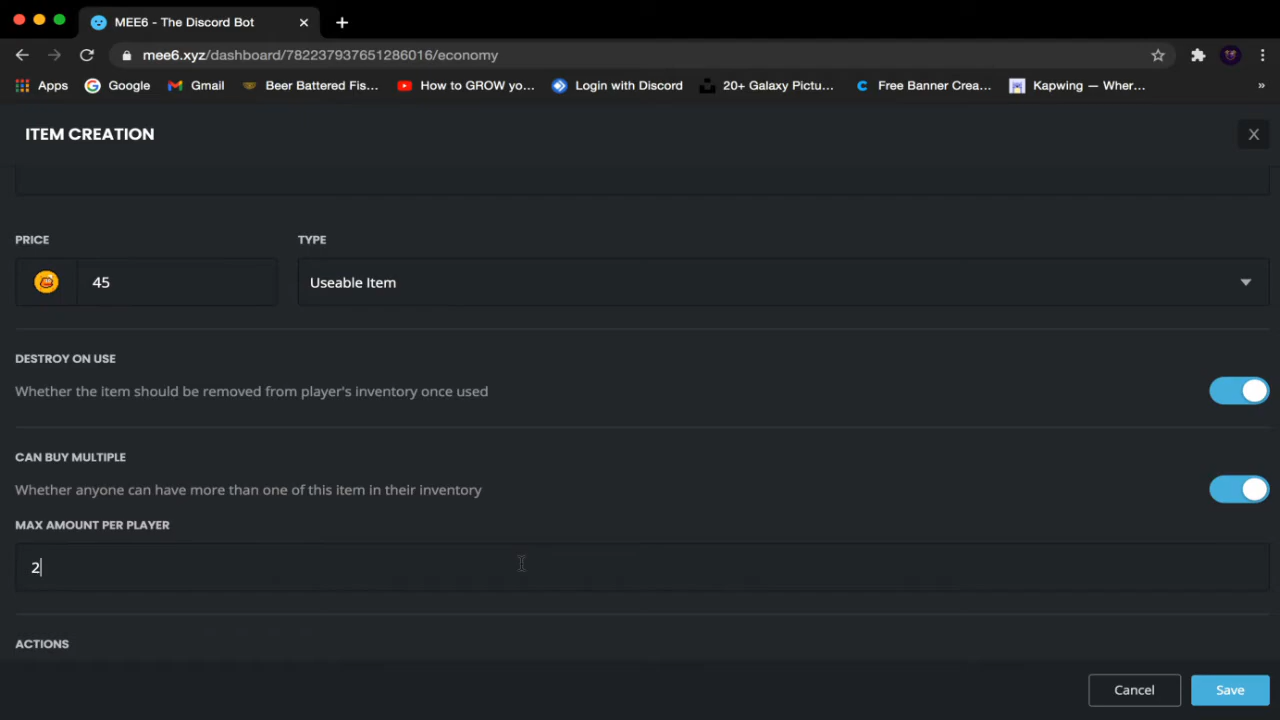 MEE6 - The Discord Bot
mee6.xyz/dashboard/782237937651286016/economy
Apps Google Gmail Beer Battered Fis... How to GROW yo... Login with Discord 20+ Galaxy Pictu... Free Banner Crea... Kapwing — Wher... »
ITEM CREATION X
PRICE TYPE
45 Useable Item
DESTROY ON USE
Whether the item should be removed from player's inventory once used
CAN BUY MULTIPLE
Whether anyone can have more than one of this item in their inventory
MAX AMOUNT PER PLAYER
2
ACTIONS
Cancel Save